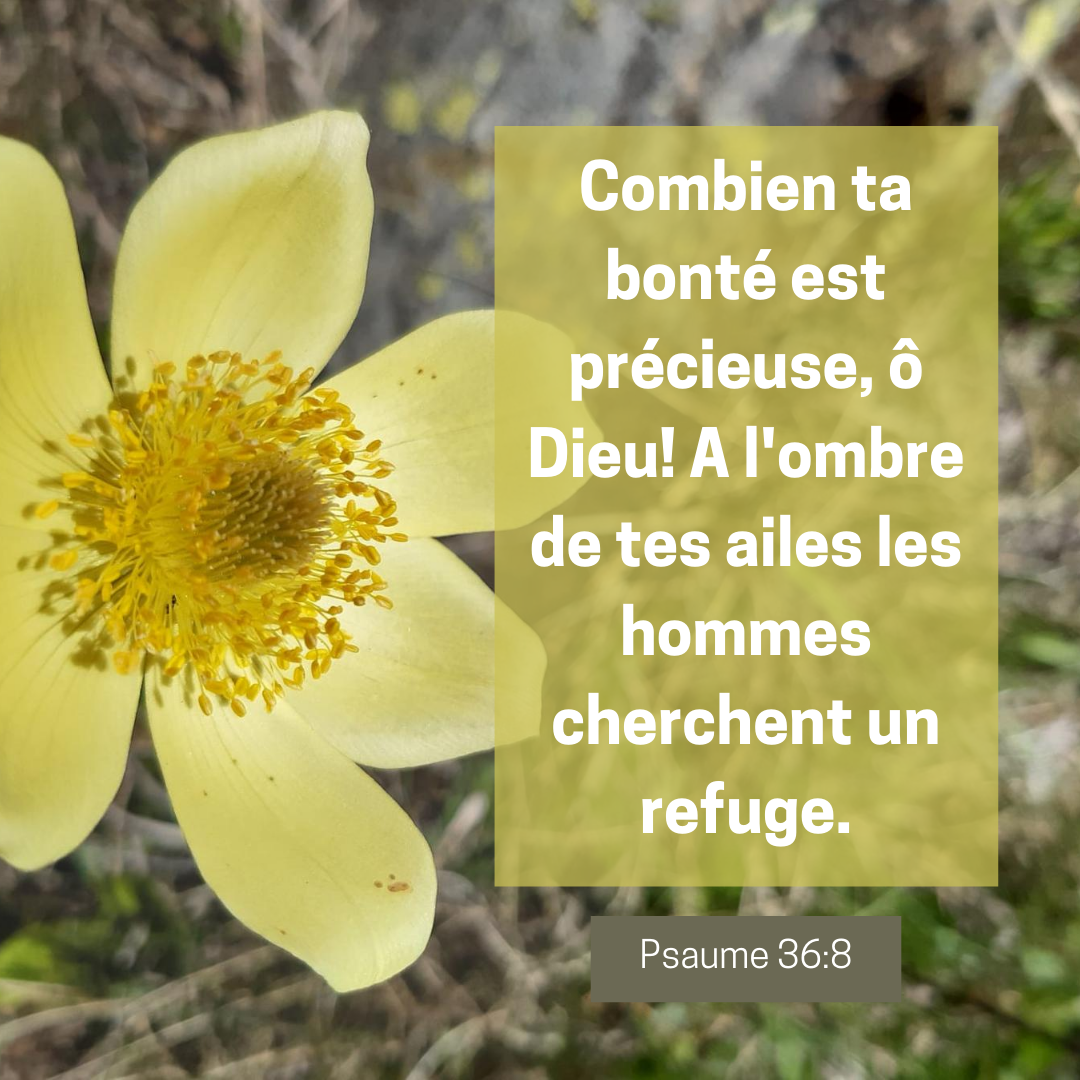 Combien ta
bonté est
précieuse, ô
Dieu! A l'ombre
de tes ailes les
hommes
cherchent un
refuge.
Psaume 36:8